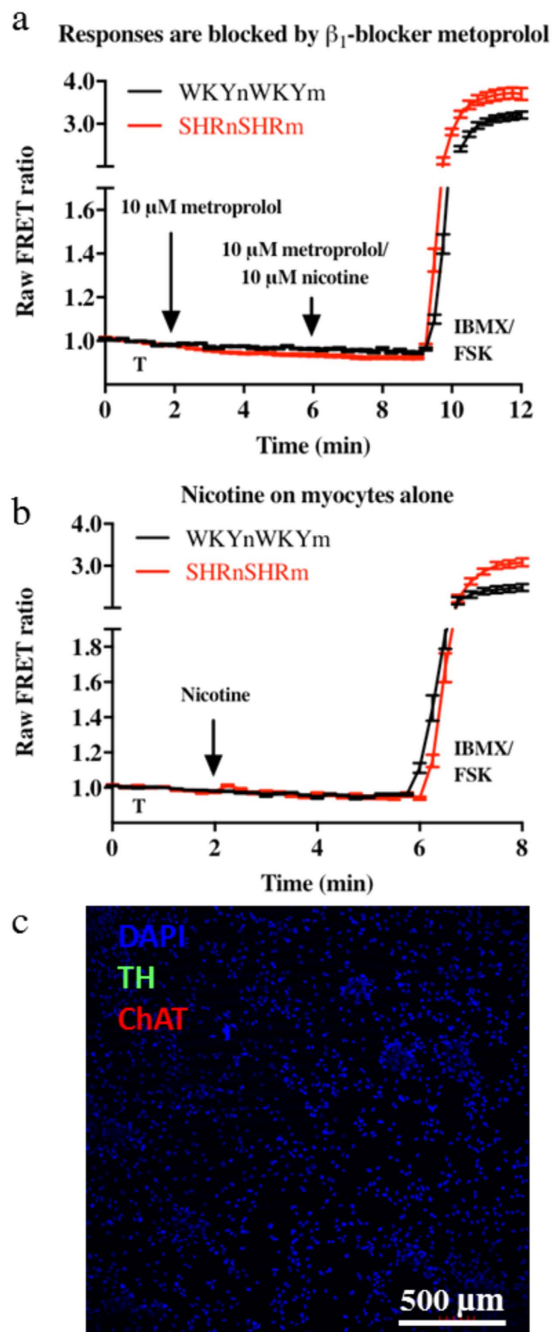 a
Responses are blocked by β1-blocker metoprolol
WKYnWKYm
SHRnSHRm
4.0
3.0
1.6
1.4
1.2
1.0
Raw FRET ratio
10 µM metroprolol
10 µM metroprolol/
10 µM nicotine
T
IBMX/
FSK
0 2 4 6 8 10 12
Time (min)
b
Nicotine on myocytes alone
WKYnWKYm
SHRnSHRm
4.0
3.0
1.8
1.6
1.4
1.2
1.0
Raw FRET ratio
Nicotine
T
IBMX/
FSK
0 2 4 6 8
Time (min)
c
DAPI
TH
ChAT
500 µm